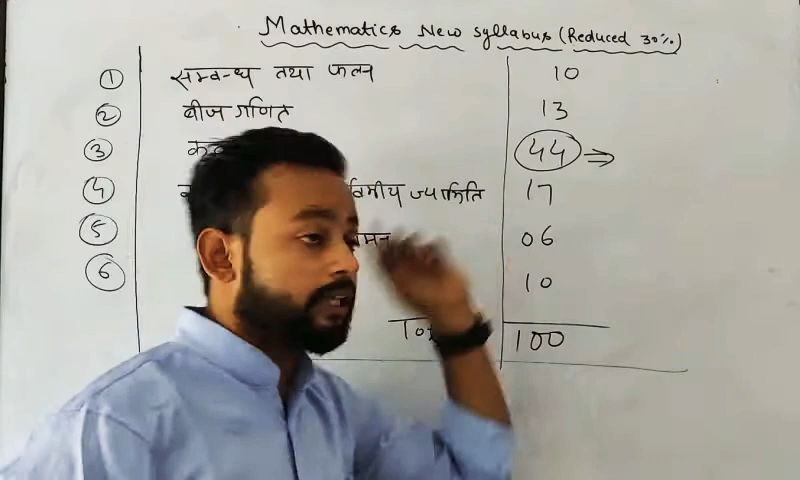 Mathematics New Syllabus (Reduced 30%)
① सम्बन्ध तथा फलन 10
② बीजगणित 13
③ 44 ⇒
④ ज्यामिति 17
⑤ 06
⑥ 10
100